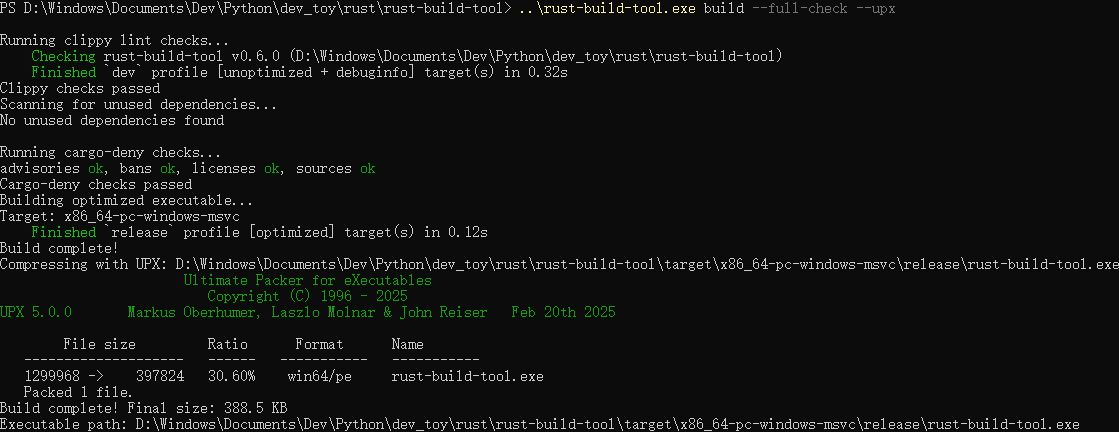 PS D:\Windows\Documents\Dev\Python\dev_toy\rust\rust-build-tool> ..\rust-build-tool.exe build --full-check --upx
Running clippy lint checks...
Checking rust-build-tool v0.6.0 (D:\Windows\Documents\Dev\Python\dev_toy\rust\rust-build-tool)
Finished `dev` profile [unoptimized + debuginfo] target(s) in 0.32s
Clippy checks passed
Scanning for unused dependencies...
No unused dependencies found
Running cargo-deny checks...
advisories ok, bans ok, licenses ok, sources ok
Cargo-deny checks passed
Building optimized executable...
Target: x86_64-pc-windows-msvc
Finished `release` profile [optimized] target(s) in 0.12s
Build complete!
Compressing with UPX: D:\Windows\Documents\Dev\Python\dev_toy\rust\rust-build-tool\target\x86_64-pc-windows-msvc\release\rust-build-tool.exe
Ultimate Packer for eXecutables
Copyright (C) 1996 - 2025
UPX 5.0.0 Markus Oberhumer, Laszlo Molnar & John Reiser Feb 20th 2025
File size Ratio Format Name
-------------------- ------ ----------- -----------
1299968 -> 397824 30.60% win64/pe rust-build-tool.exe
Packed 1 file.
Build complete! Final size: 388.5 KB
Executable path: D:\Windows\Documents\Dev\Python\dev_toy\rust\rust-build-tool\target\x86_64-pc-windows-msvc\release\rust-build-tool.exe